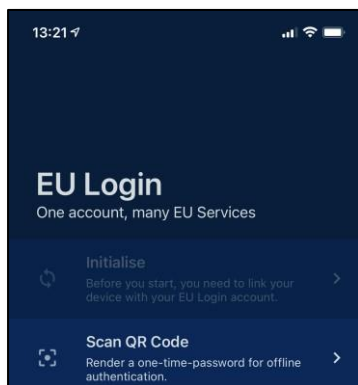 13:21
EU Login
One account, many EU Services
Initialise
Before you start, you need to link your
device with your EU Login account.
Scan QR Code
Render a one-time-password for offline
authentication.